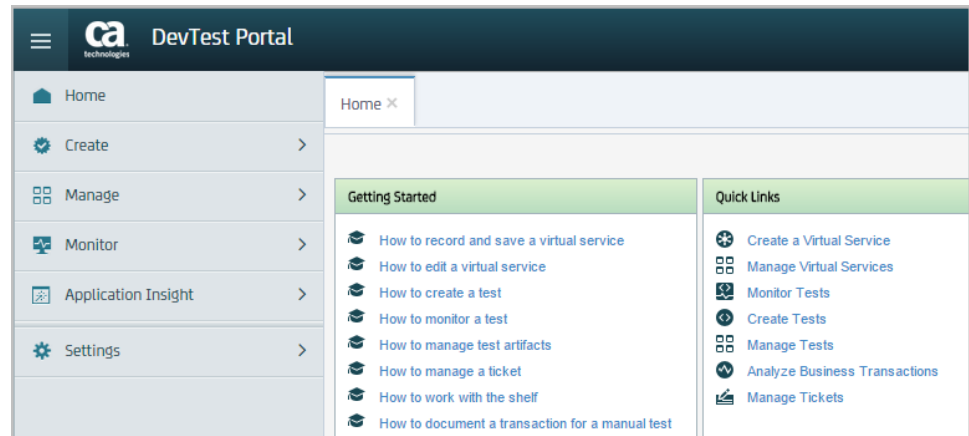 ca
technologies
DevTest Portal
Home
Create
Manage
Monitor
Application Insight
Settings
Home
Getting Started
How to record and save a virtual service
How to edit a virtual service
How to create a test
How to monitor a test
How to manage test artifacts
How to manage a ticket
How to work with the shelf
How to document a transaction for a manual test
Quick Links
Create a Virtual Service
Manage Virtual Services
Monitor Tests
Create Tests
Manage Tests
Analyze Business Transactions
Manage Tickets